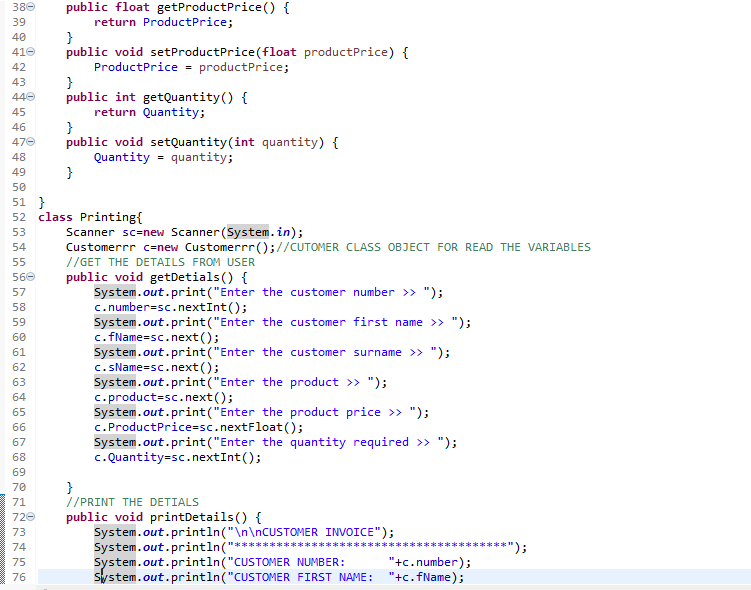 38 public float getProductPrice() {
39 return ProductPrice;
40 }
41 public void setProductPrice(float productPrice) {
42 ProductPrice = productPrice;
43 }
44 public int getQuantity() {
45 return Quantity;
46 }
47 public void setQuantity(int quantity) {
48 Quantity = quantity;
49 }
50
51 }
52 class Printing{
53 Scanner sc=new Scanner(System.in);
54 Customerrr c=new Customerrr();//CUTOMER CLASS OBJECT FOR READ THE VARIABLES
55 //GET THE DETAILS FROM USER
56 public void getDetials() {
57 System.out.print("Enter the customer number >> ");
58 c.number=sc.nextInt();
59 System.out.print("Enter the customer first name >> ");
60 c.fName=sc.next();
61 System.out.print("Enter the customer surname >> ");
62 c.sName=sc.next();
63 System.out.print("Enter the product >> ");
64 c.product=sc.next();
65 System.out.print("Enter the product price >> ");
66 c.ProductPrice=sc.nextFloat();
67 System.out.print("Enter the quantity required >> ");
68 c.Quantity=sc.nextInt();
69
70 }
71 //PRINT THE DETIALS
72 public void printDetails() {
73 System.out.println("\n\nCUSTOMER INVOICE");
74 System.out.println("***************************************");
75 System.out.println("CUSTOMER NUMBER:      "+c.number);
76 System.out.println("CUSTOMER FIRST NAME:  "+c.fName);